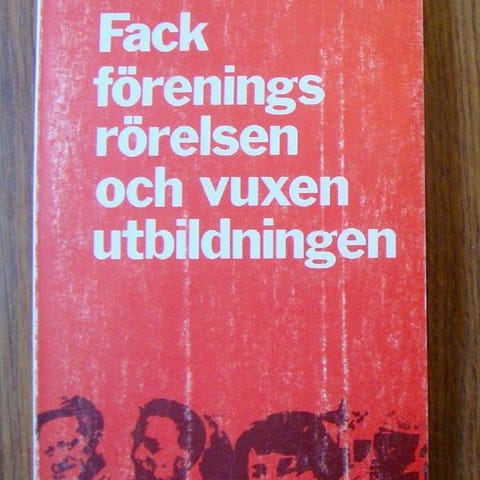 Fack
förenings
rörelsen
och vuxen
utbildningen